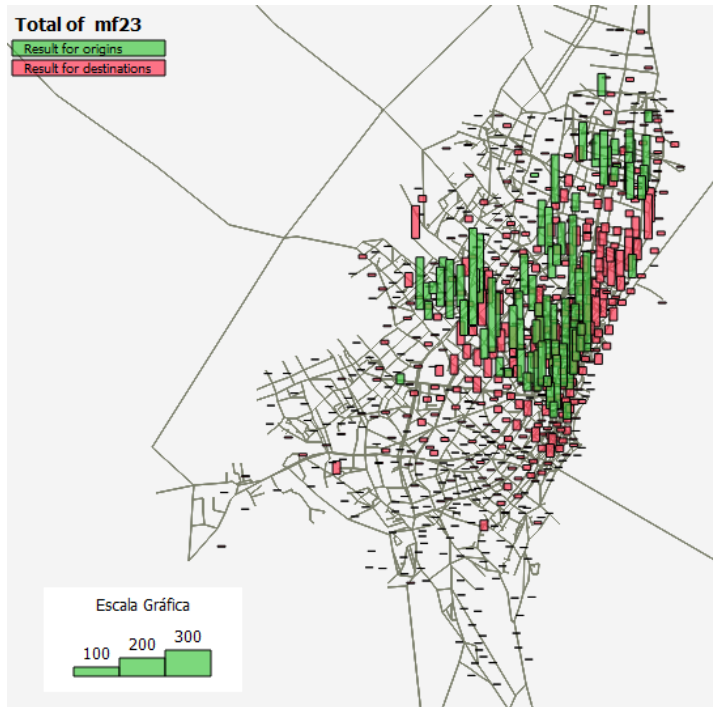 Total of mf23
Result for origins
Result for destinations
Escala Gráfica
100 200 300